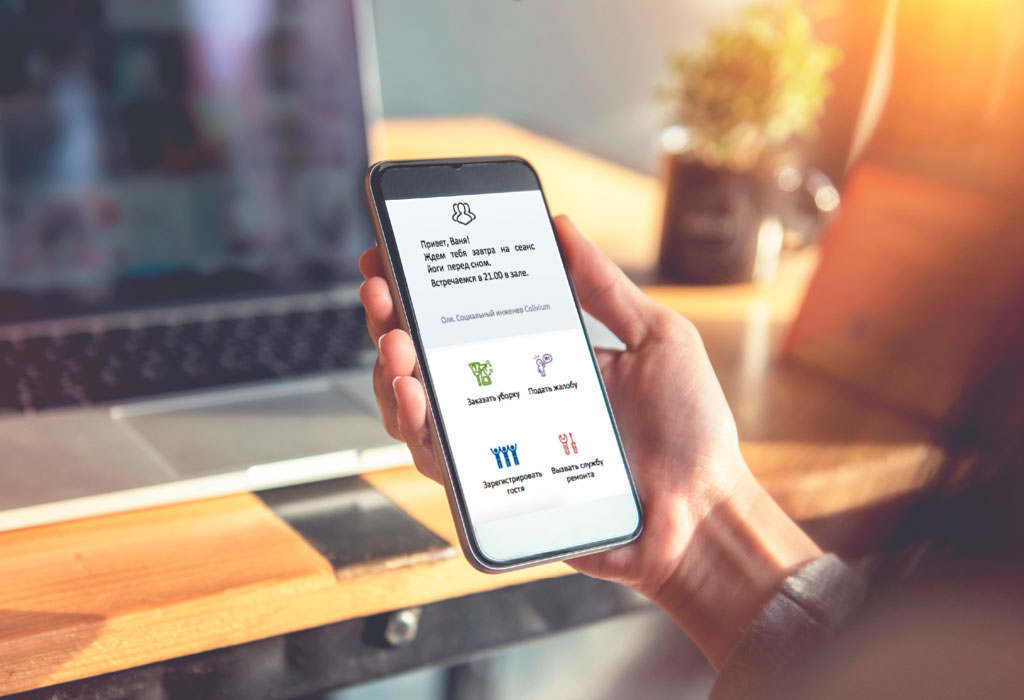 Привет, Ваня!
Ждем тебя завтра на сеанс
йоги перед сном.
Встречаемся в 21.00 в зале.
Оля. Социальный инженер Colivium
Заказать уборку
Подать жалобу
Зарегистрировать
гостя
Вызвать службу
ремонта